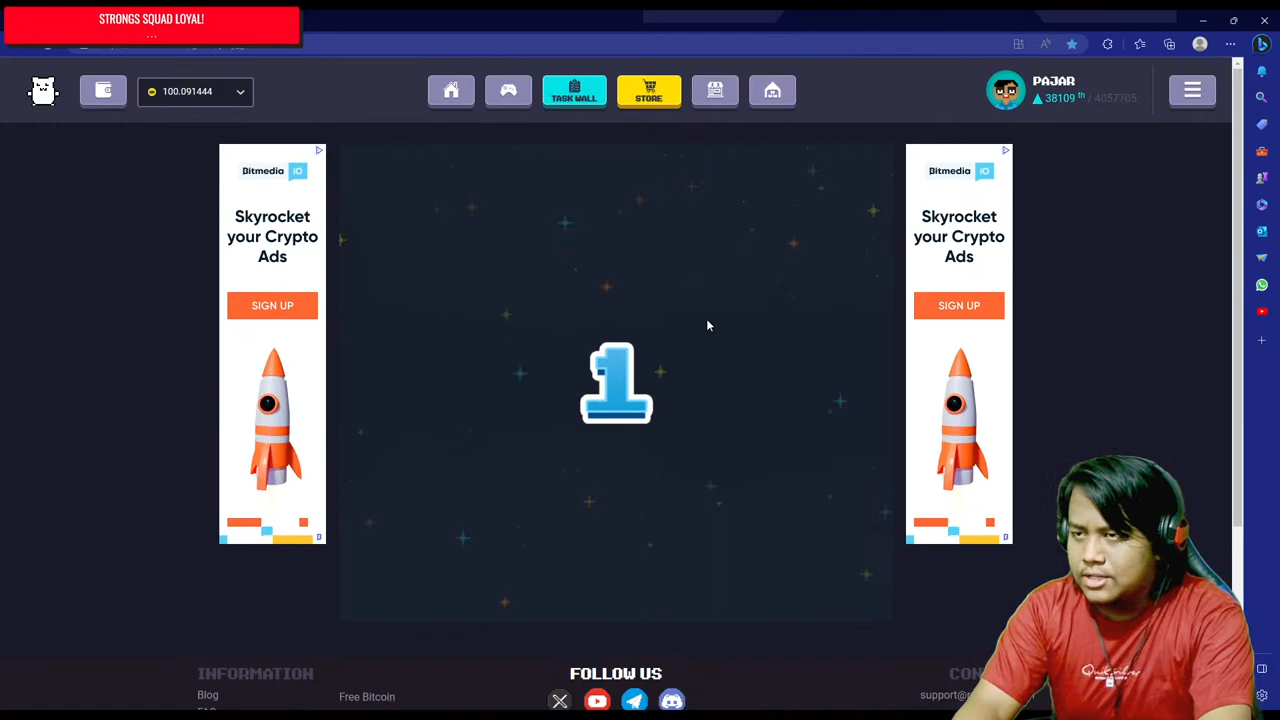 STRONGS SQUAD LOYAL!
...
100.091444
TASK WALL
STORE
PAJAR
38109 th / 4057705
Bitmedia IO
Skyrocket
your Crypto
Ads
SIGN UP
Bitmedia IO
Skyrocket
your Crypto
Ads
SIGN UP
1
INFORMATION
Blog
Free Bitcoin
FOLLOW US
Quiksilver